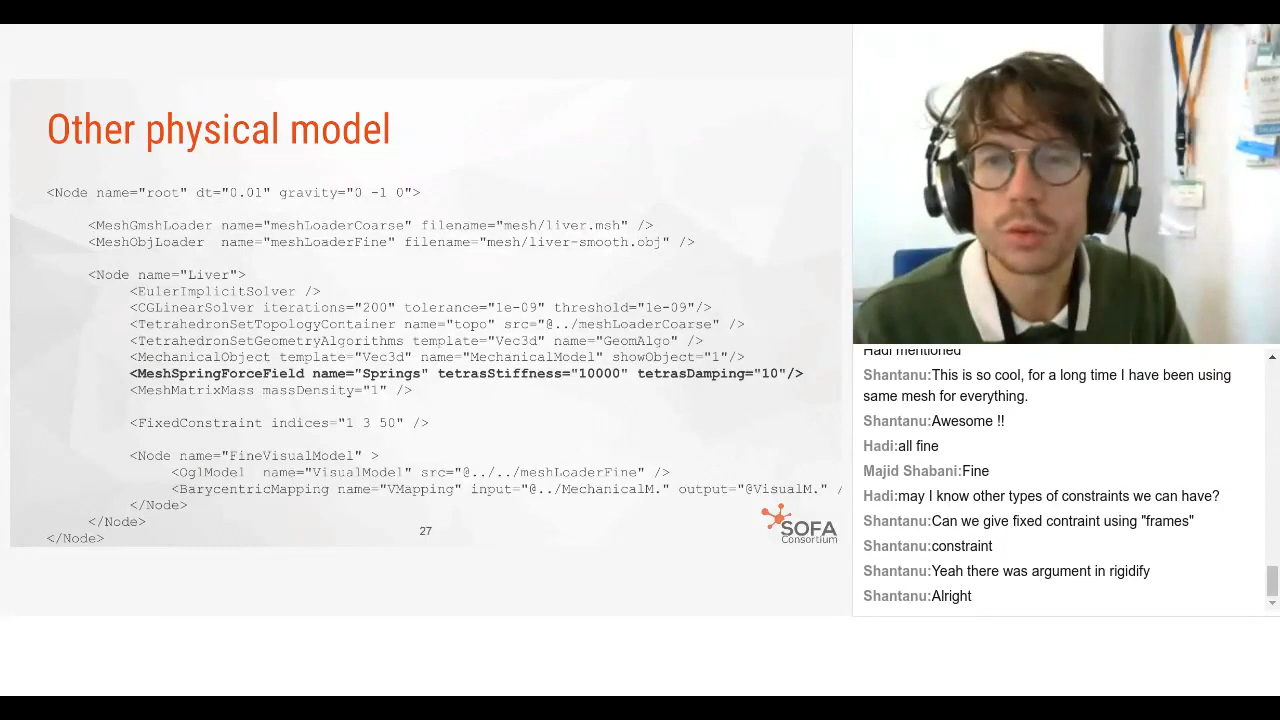 Other physical model
<Node name="root" dt="0.01" gravity="0 -1 0">
<MeshGmshLoader name="meshLoaderCoarse" filename="mesh/liver.msh" />
<MeshObjLoader  name="meshLoaderFine" filename="mesh/liver-smooth.obj" />
<Node name="Liver">
<EulerImplicitSolver />
<CGLinearSolver iterations="200" tolerance="1e-09" threshold="1e-09"/>
<TetrahedronSetTopologyContainer name="topo" src="@../meshLoaderCoarse" />
<TetrahedronSetGeometryAlgorithms template="Vec3d" name="GeomAlgo" />
<MechanicalObject template="Vec3d" name="MechanicalModel" showObject="1"/>
<MeshSpringForceField name="Springs" tetrasStiffness="10000" tetrasDamping="10"/>
<MeshMatrixMass massDensity="1" />
<FixedConstraint indices="1 3 50" />
<Node name="FineVisualModel" >
<OglModel  name="VisualModel" src="@../../meshLoaderFine" />
<BarycentricMapping name="VMapping" input="@../MechanicalM." output="@VisualM." /
</Node>
</Node>
</Node>
27
SOFA
Consortium
Hadi mentioned
Shantanu:This is so cool, for a long time I have been using
same mesh for everything.
Shantanu:Awesome !!
Hadi:all fine
Majid Shabani:Fine
Hadi:may I know other types of constraints we can have?
Shantanu:Can we give fixed contraint using "frames"
Shantanu:constraint
Shantanu:Yeah there was argument in rigidify
Shantanu:Alright